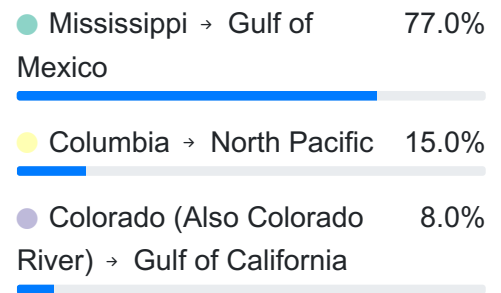 Mississippi → Gulf of Mexico 77.0%
Columbia → North Pacific 15.0%
Colorado (Also Colorado River) → Gulf of California 8.0%